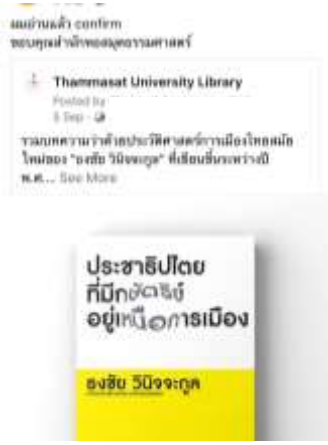 ผมอ่านแล้ว confirm
ขอบคุณสำนักหอสมุดธรรมศาสตร์
Thammasat University Library
Posted by
5 Sep ·
รวมบทความว่าด้วยประวัติศาสตร์การเมืองไทยสมัย
ใหม่ของ "ธงชัย วินิจจะกูล" ที่เขียนขึ้นระหว่างปี
พ.ศ.... See More
ประชาธิปไตย
ที่มีกษัตริย์
อยู่เหนือการเมือง
ธงชัย วินิจจะกูล